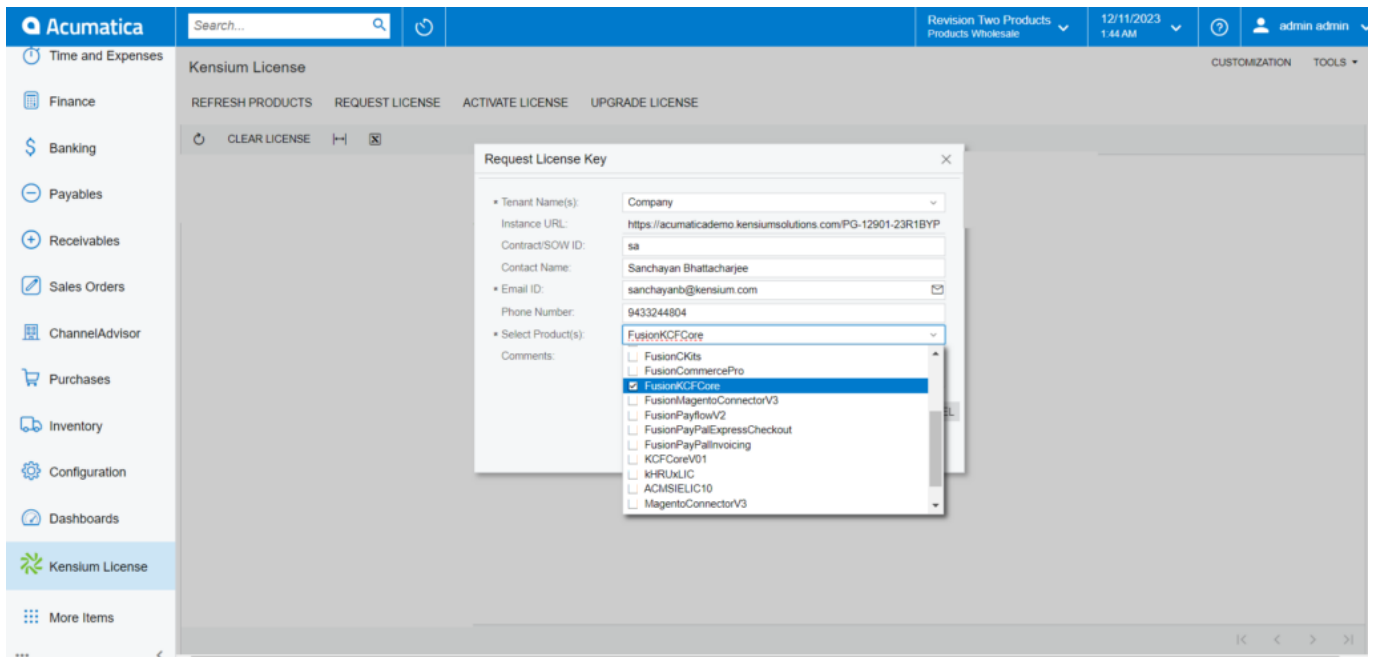 Acumatica
Search...
Revision Two Products
Products Wholesale
12/11/2023
1:44 AM
admin admin
Time and Expenses
Finance
Banking
Payables
Receivables
Sales Orders
ChannelAdvisor
Purchases
Inventory
Configuration
Dashboards
Kensium License
More Items
Kensium License
CUSTOMIZATION TOOLS
REFRESH PRODUCTS REQUEST LICENSE ACTIVATE LICENSE UPGRADE LICENSE
CLEAR LICENSE
Request License Key
Tenant Name(s): Company
Instance URL: https://acumaticademo.kensiumsolutions.com/PG-12901-23R1BYP
Contract/SOW ID: sa
Contact Name: Sanchayan Bhattacharjee
Email ID: sanchayanb@kensium.com
Phone Number: 9433244804
Select Product(s): FusionKCFCore
Comments:
FusionCKits
FusionCommercePro
FusionKCFCore
FusionMagentoConnectorV3
FusionPayflowV2
FusionPayPalExpressCheckout
FusionPayPalInvoicing
KCFCoreV01
kHRUxLIC
ACMSIELIC10
MagentoConnectorV3